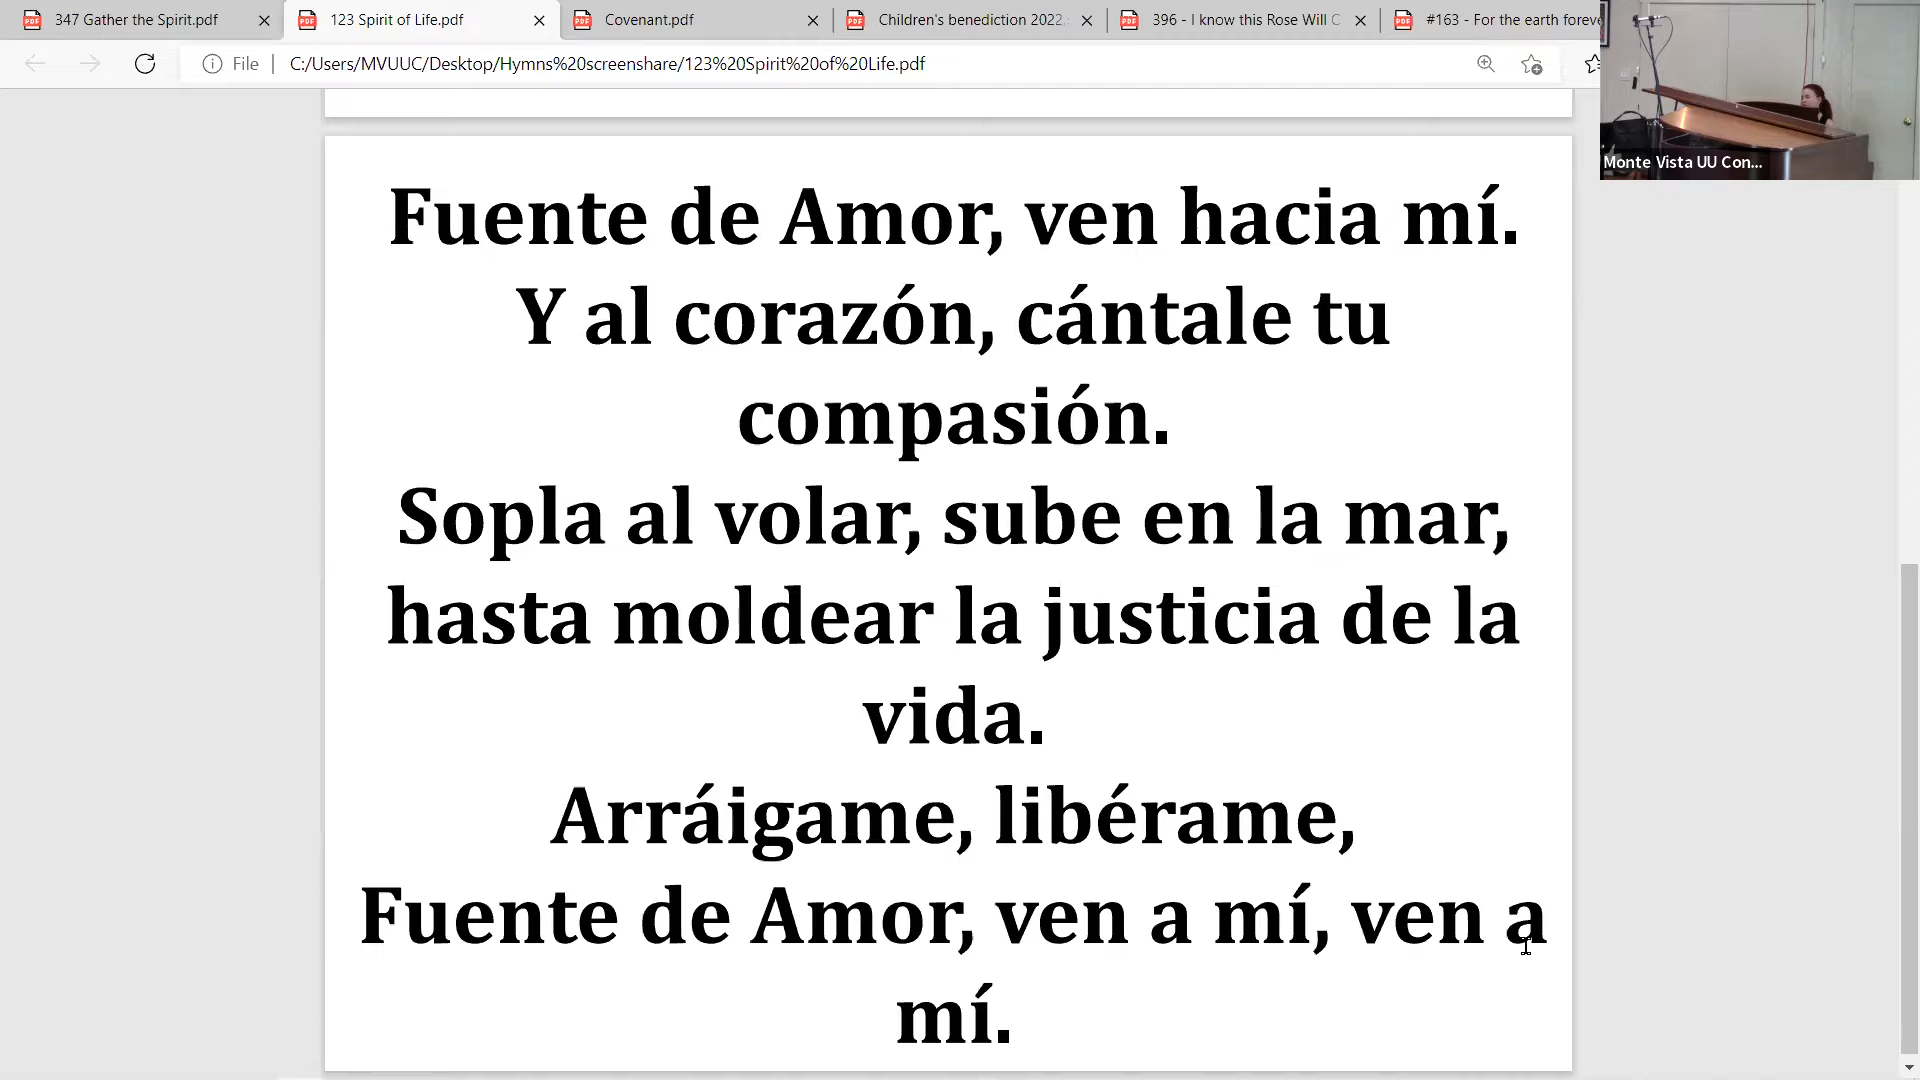 347 Gather the Spirit.pdf
123 Spirit of Life.pdf
Covenant.pdf
Children's benediction 2022.
396 - I know this Rose Will
#163 - For the earth foreve
File
C:/Users/MVUUC/Desktop/Hymns%20screenshare/123%20Spirit%20of%20Life.pdf
Monte Vista UU Con...
Fuente de Amor, ven hacia mí.
Y al corazón, cántale tu
compasión.
Sopla al volar, sube en la mar,
hasta moldear la justicia de la
vida.
Arráigame, libérame,
Fuente de Amor, ven a mí, ven a
mí.